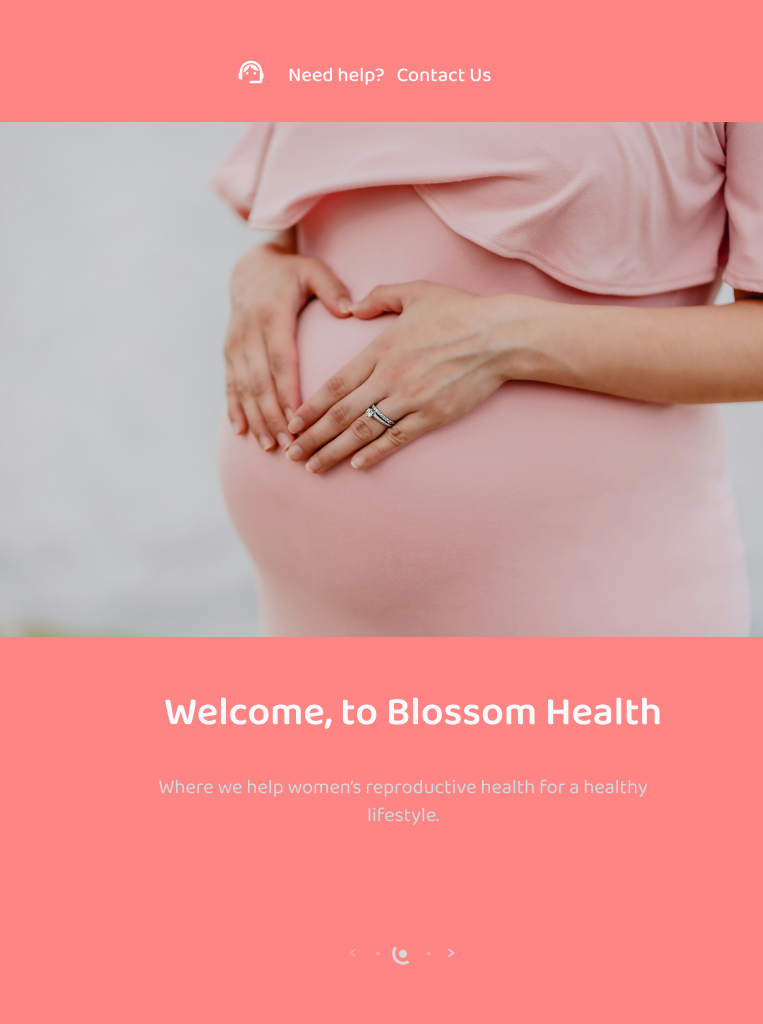 Need help? Contact Us
Welcome, to Blossom Health
Where we help women's reproductive health for a healthy
lifestyle.
< >